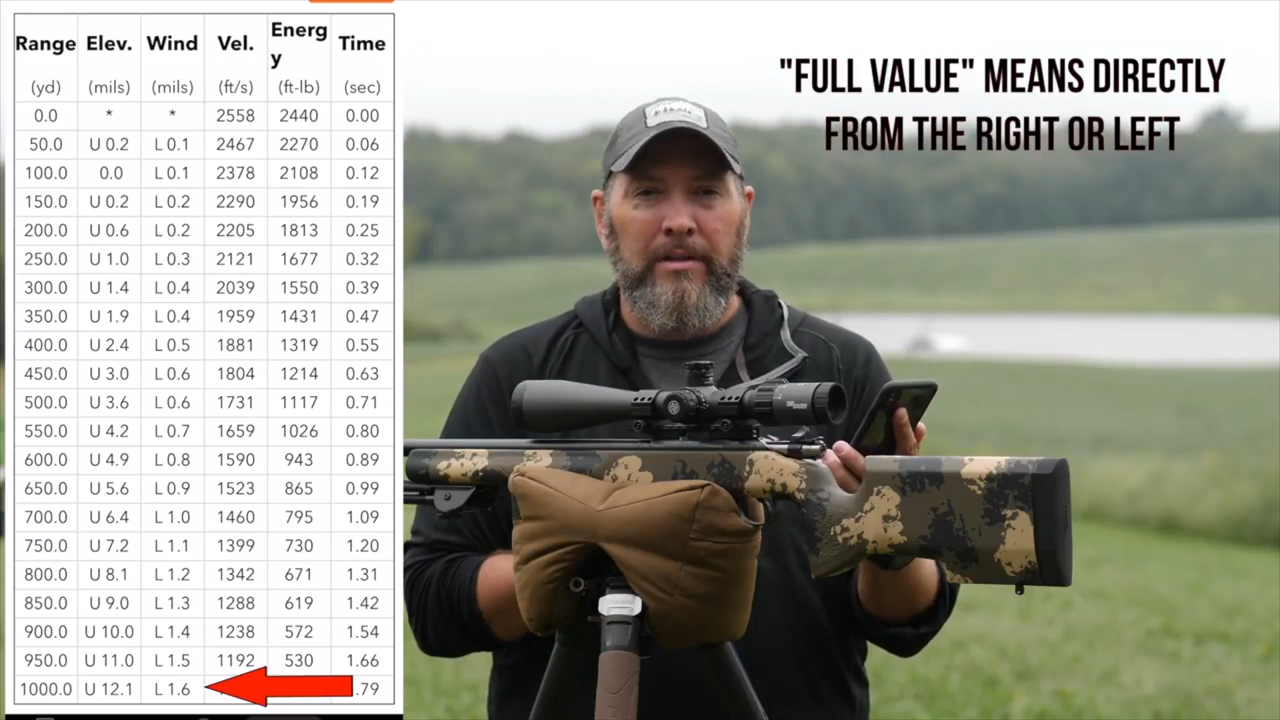 Range Elev. Wind Vel. Energ
y Time
(yd) (mils) (mils) (ft/s) (ft-lb) (sec)
0.0 * * 2558 2440 0.00
50.0 U 0.2 L 0.1 2467 2270 0.06
100.0 0.0 L 0.1 2378 2108 0.12
150.0 U 0.2 L 0.2 2290 1956 0.19
200.0 U 0.6 L 0.2 2205 1813 0.25
250.0 U 1.0 L 0.3 2121 1677 0.32
300.0 U 1.4 L 0.4 2039 1550 0.39
350.0 U 1.9 L 0.4 1959 1431 0.47
400.0 U 2.4 L 0.5 1881 1319 0.55
450.0 U 3.0 L 0.6 1804 1214 0.63
500.0 U 3.6 L 0.6 1731 1117 0.71
550.0 U 4.2 L 0.7 1659 1026 0.80
600.0 U 4.9 L 0.8 1590 943 0.89
650.0 U 5.6 L 0.9 1523 865 0.99
700.0 U 6.4 L 1.0 1460 795 1.09
750.0 U 7.2 L 1.1 1399 730 1.20
800.0 U 8.1 L 1.2 1342 671 1.31
850.0 U 9.0 L 1.3 1288 619 1.42
900.0 U 10.0 L 1.4 1238 572 1.54
950.0 U 11.0 L 1.5 1192 530 1.66
1000.0 U 12.1 L 1.6 .79
"FULL VALUE" MEANS DIRECTLY
FROM THE RIGHT OR LEFT